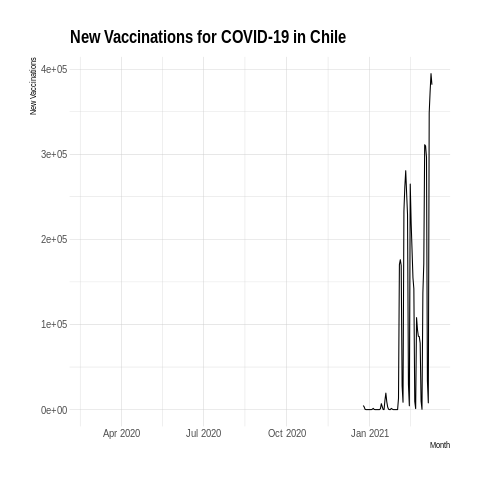 New Vaccinations for COVID-19 in Chile
New Vaccinations
4e+05
3e+05
2e+05
1e+05
0e+00
Apr 2020 Jul 2020 Oct 2020 Jan 2021
Month